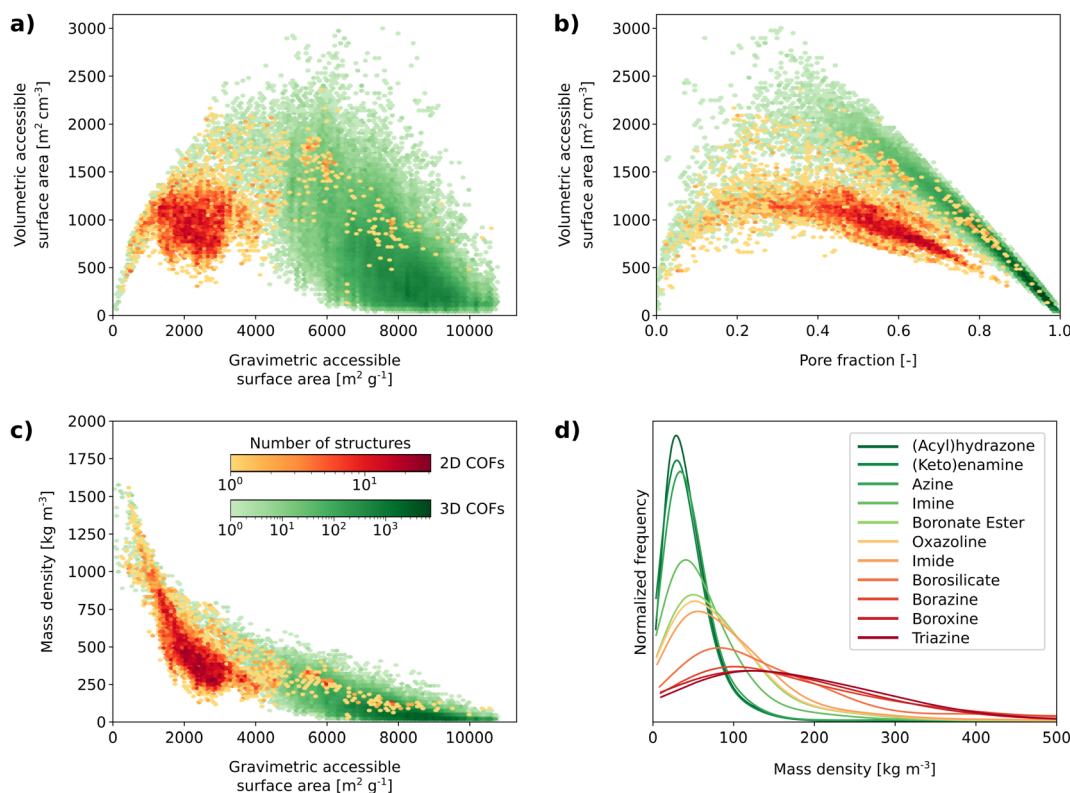 a)
3000
2500
2000
1500
1000
500
0
Volumetric accessible
surface area [m² cm⁻³]
0 2000 4000 6000 8000 10000
Gravimetric accessible
surface area [m² g⁻¹]
b)
3000
2500
2000
1500
1000
500
0
Volumetric accessible
surface area [m² cm⁻³]
0.0 0.2 0.4 0.6 0.8 1.0
Pore fraction [-]
c)
2000
1750
1500
1250
1000
750
500
250
0
Mass density [kg m⁻³]
Number of structures
2D COFs
10⁰ 10¹
3D COFs
10⁰ 10¹ 10² 10³
0 2000 4000 6000 8000 10000
Gravimetric accessible
surface area [m² g⁻¹]
d)
Normalized frequency
(Acyl)hydrazone
(Keto)enamine
Azine
Imine
Boronate Ester
Oxazoline
Imide
Borosilicate
Borazine
Boroxine
Triazine
0 100 200 300 400 500
Mass density [kg m⁻³]